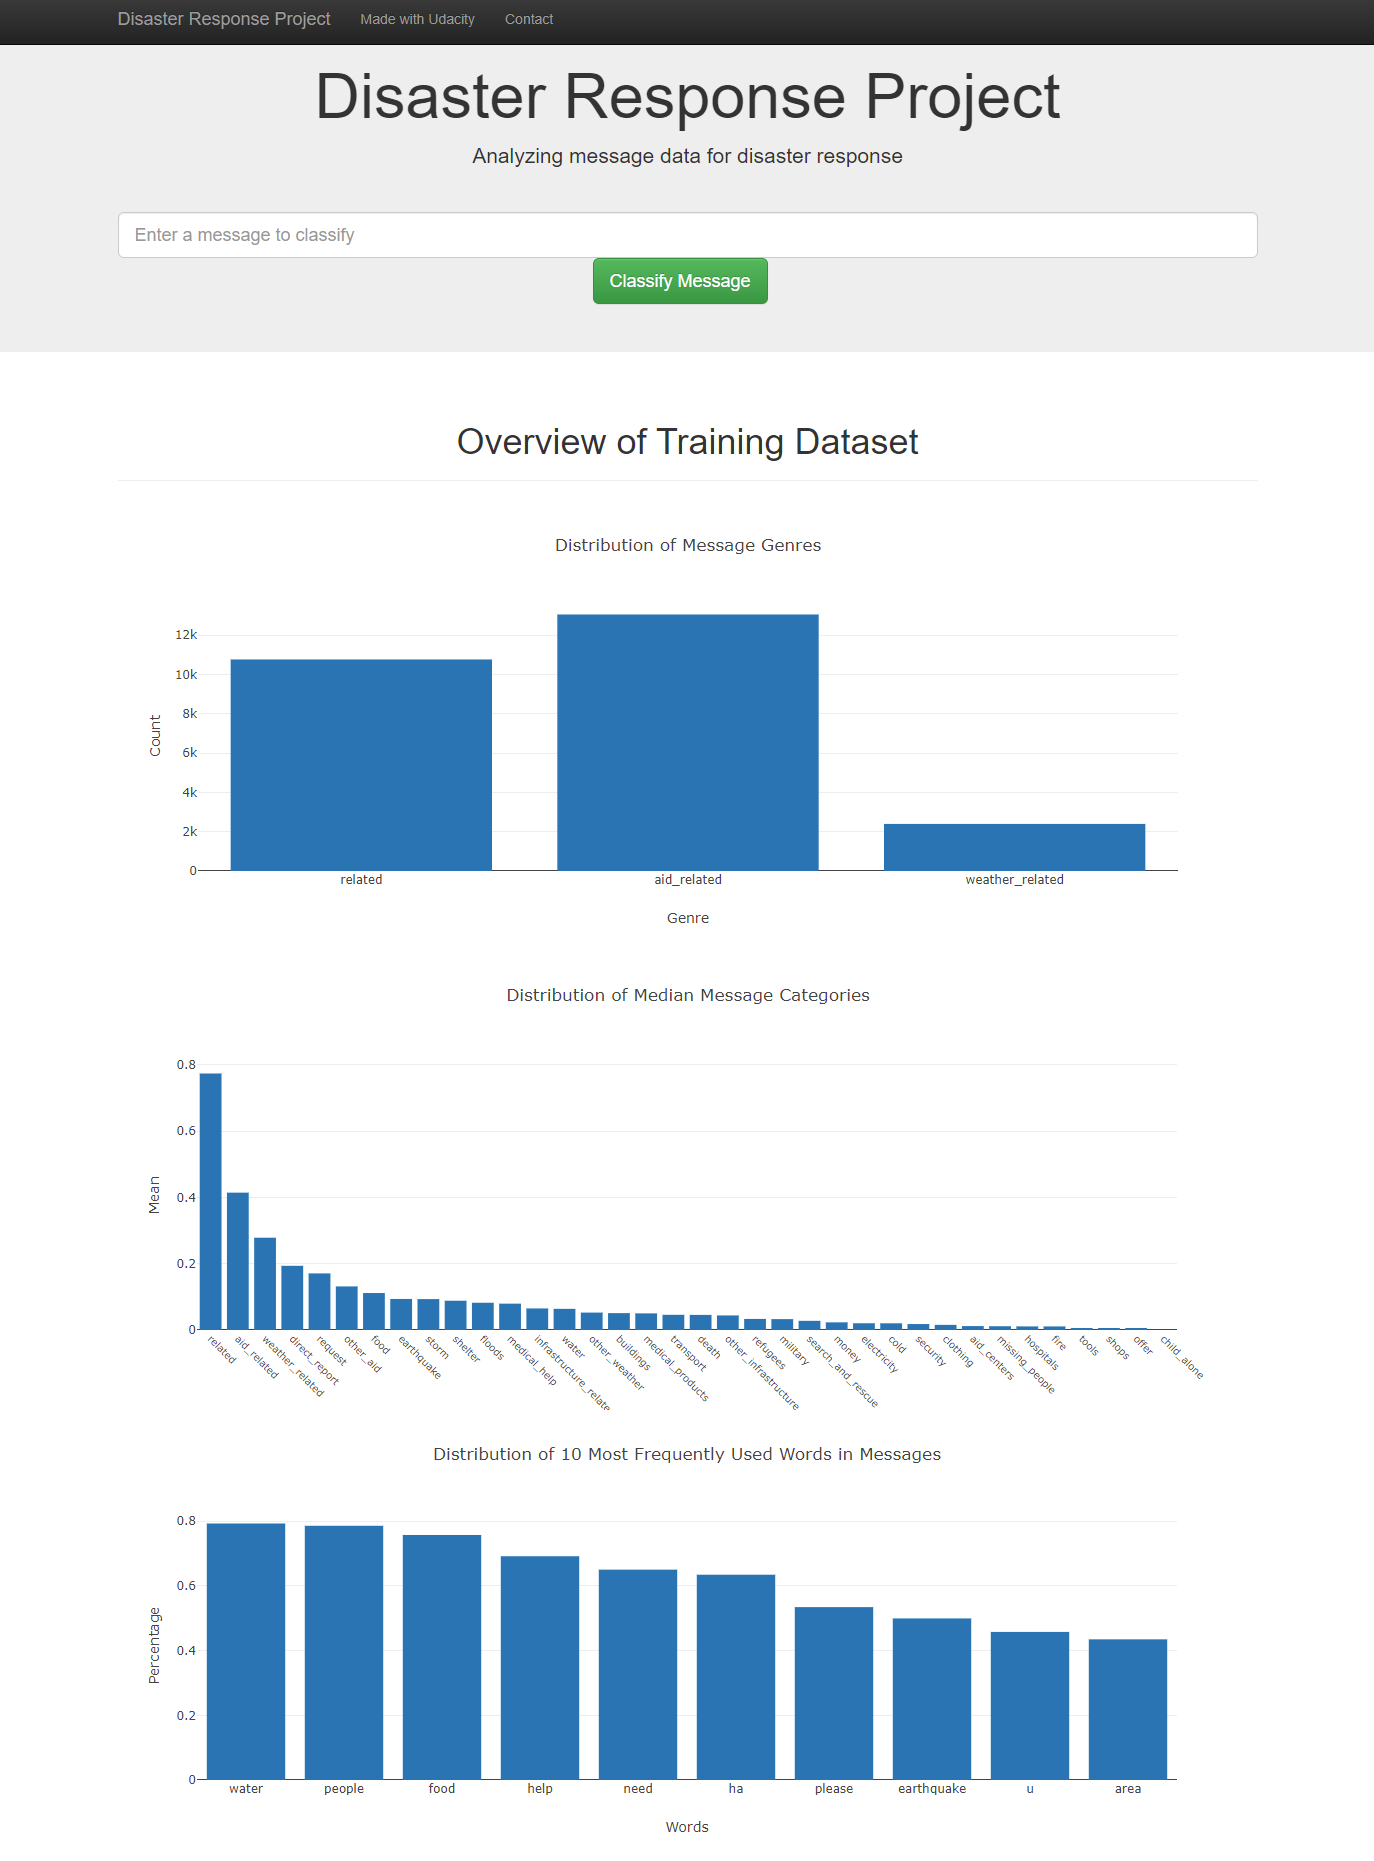 Disaster Response Project Made with Udacity Contact
Disaster Response Project
Analyzing message data for disaster response
Enter a message to classify
Classify Message
Overview of Training Dataset
Distribution of Message Genres
Count
12k
10k
8k
6k
4k
2k
0
related aid_related weather_related
Genre
Distribution of Median Message Categories
Mean
0.8
0.6
0.4
0.2
0
related aid_related weather_related direct_report request other_aid food earthquake storm shelter floods medical_help infrastructure_relate water other_weather buildings medical_products transport death other_infrastructure refugees military search_and_rescue money electricity cold security clothing aid_centers missing_people hospitals fire tools shops offer child_alone
Distribution of 10 Most Frequently Used Words in Messages
Percentage
0.8
0.6
0.4
0.2
0
water people food help need ha please earthquake u area
Words